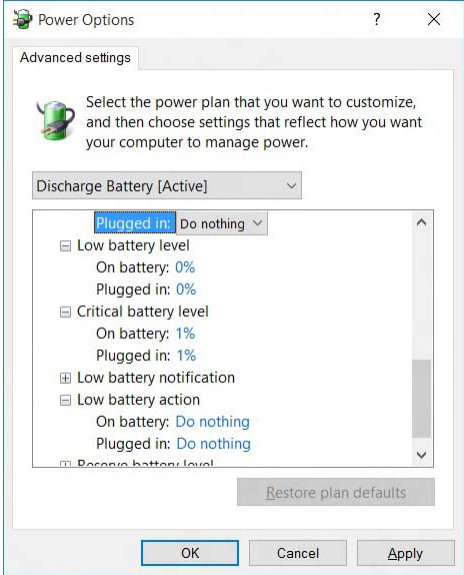 Power Options
?
Advanced settings
Select the power plan that you want to customize,
and then choose settings that reflect how you want
your computer to manage power.
Discharge Battery [Active]
Plugged in: Do nothing
Low battery level
On battery: 0%
Plugged in: 0%
Critical battery level
On battery: 1%
Plugged in: 1%
Low battery notification
Low battery action
On battery: Do nothing
Plugged in: Do nothing
Reserve battery level
Restore plan defaults
OK Cancel Apply